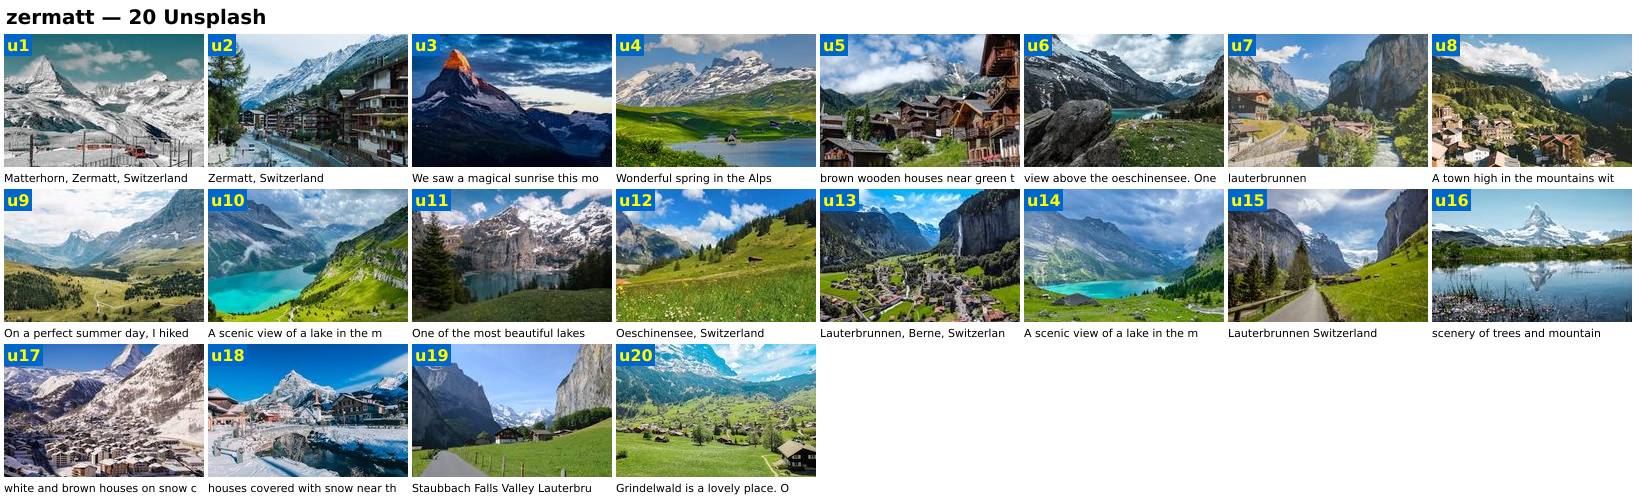 zermatt — 20 Unsplash
u1 u2 u3 u4 u5 u6 u7 u8
Matterhorn, Zermatt, Switzerland Zermatt, Switzerland We saw a magical sunrise this mo Wonderful spring in the Alps brown wooden houses near green t view above the oeschinensee. One lauterbrunnen A town high in the mountains wit
u9 u10 u11 u12 u13 u14 u15 u16
On a perfect summer day, I hiked A scenic view of a lake in the m One of the most beautiful lakes Oeschinensee, Switzerland Lauterbrunnen, Berne, Switzerlan A scenic view of a lake in the m Lauterbrunnen Switzerland scenery of trees and mountain
u17 u18 u19 u20
white and brown houses on snow c houses covered with snow near th Staubbach Falls Valley Lauterbru Grindelwald is a lovely place. O